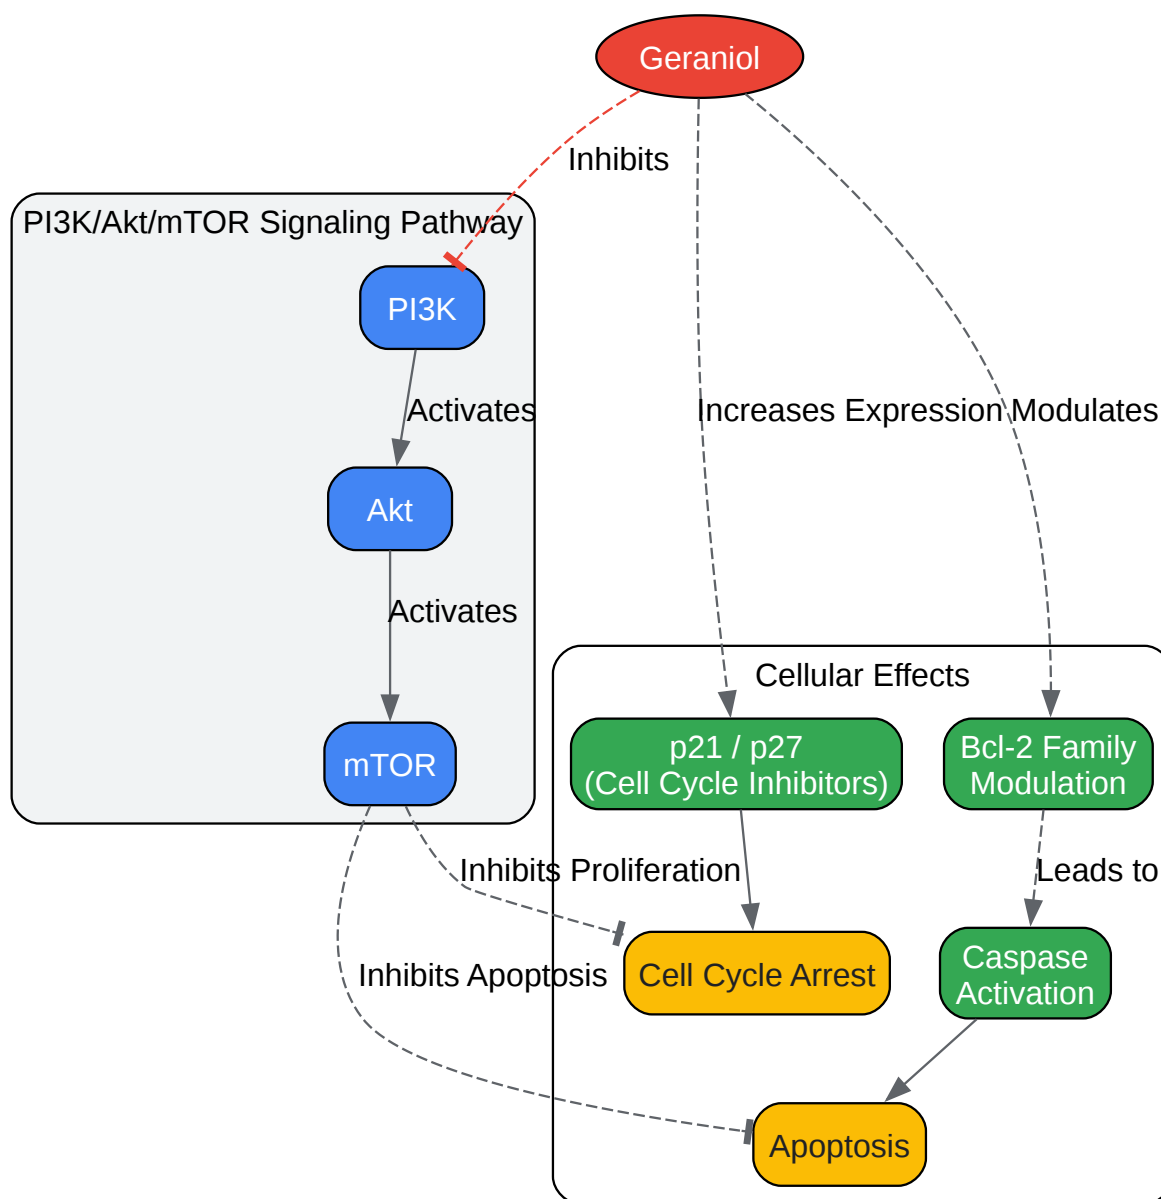 Geraniol
Inhibits
PI3K/Akt/mTOR Signaling Pathway
PI3K
Activates
Increases Expression
Modulates
Akt
Activates
Cellular Effects
mTOR
p21 / p27
(Cell Cycle Inhibitors)
Bcl-2 Family
Modulation
Inhibits Proliferation
Leads to
Inhibits Apoptosis
Cell Cycle Arrest
Caspase
Activation
Apoptosis